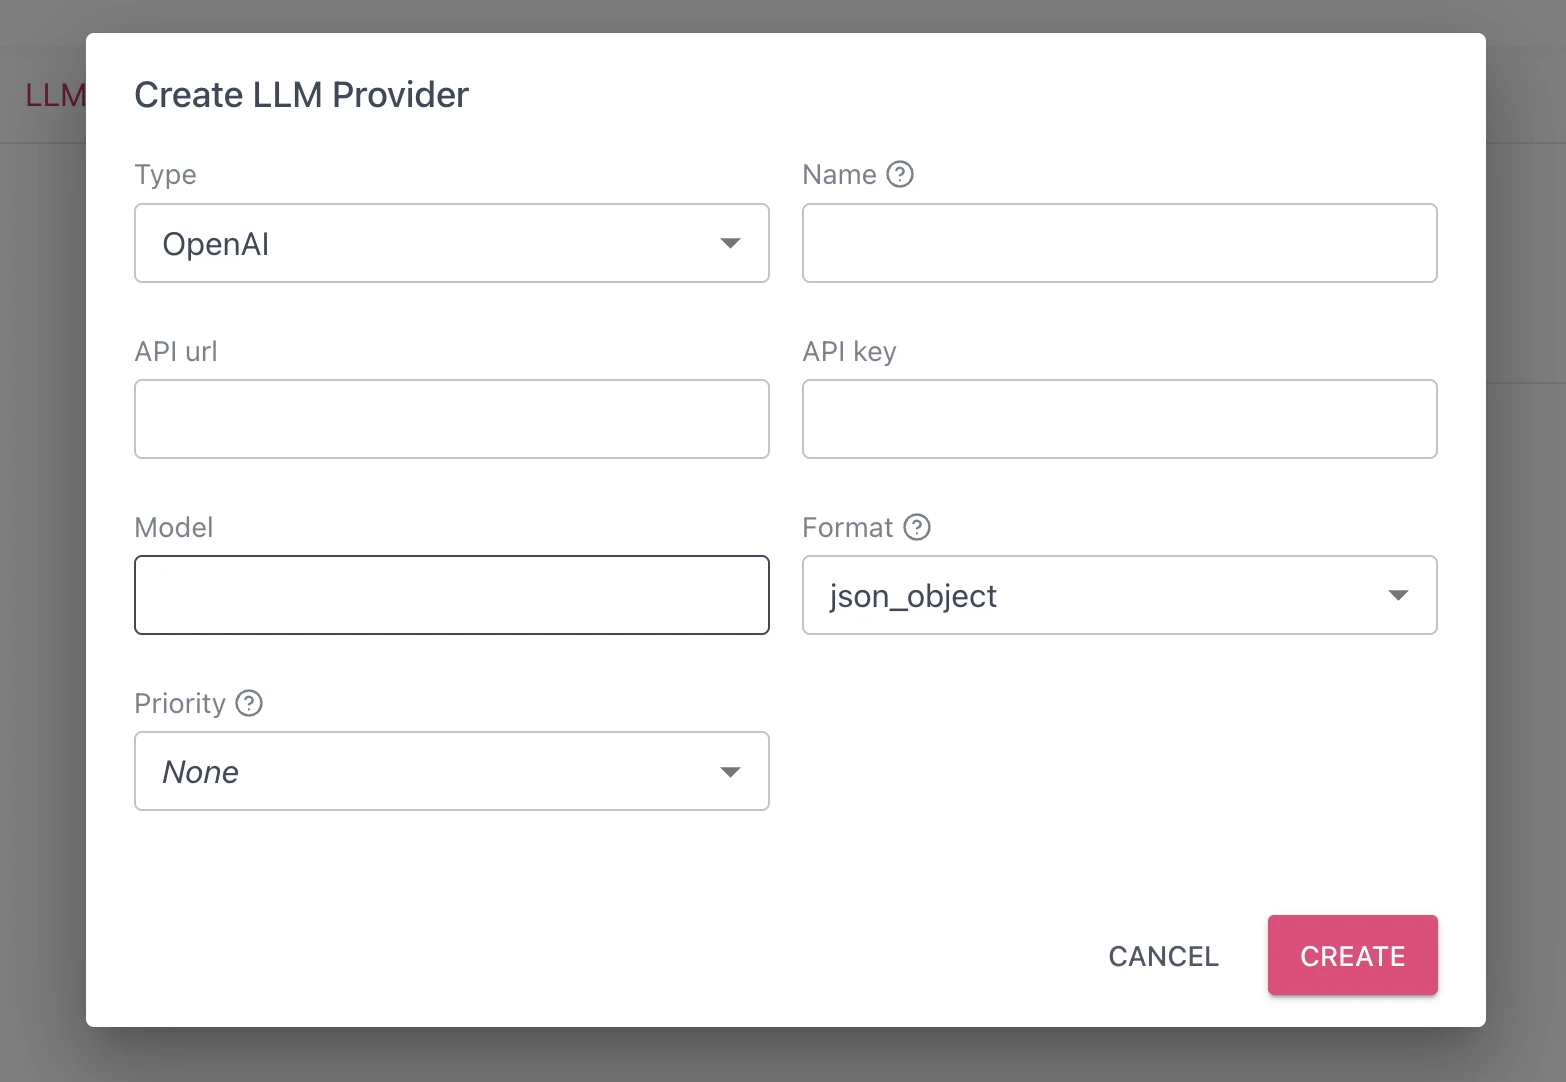 LLM
Create LLM Provider
Type
Name ?
OpenAI
API url
API key
Model
Format ?
json_object
Priority ?
None
CANCEL
CREATE